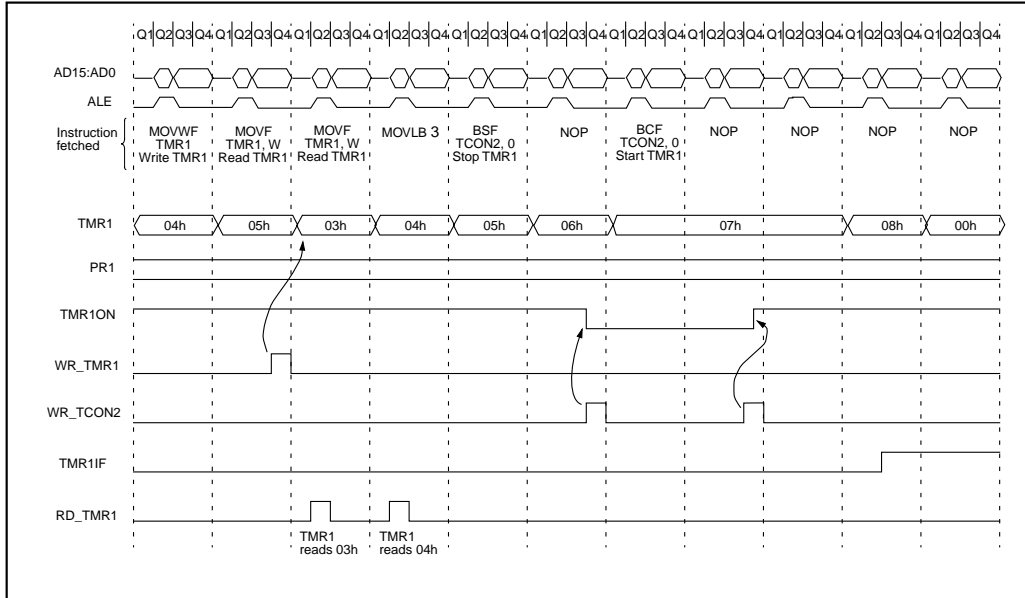 Q1 Q2 Q3 Q4 Q1 Q2 Q3 Q4 Q1 Q2 Q3 Q4 Q1 Q2 Q3 Q4 Q1 Q2 Q3 Q4 Q1 Q2 Q3 Q4 Q1 Q2 Q3 Q4 Q1 Q2 Q3 Q4 Q1 Q2 Q3 Q4 Q1 Q2 Q3 Q4 Q1 Q2 Q3 Q4
AD15:AD0
ALE
Instruction
fetched
MOVWF
TMR1
Write TMR1
MOVF
TMR1, W
Read TMR1
MOVF
TMR1, W
Read TMR1
MOVLB 3
BSF
TCON2, 0
Stop TMR1
NOP
BCF
TCON2, 0
Start TMR1
NOP
NOP
NOP
NOP
TMR1
04h 05h 03h 04h 05h 06h 07h 08h 00h
PR1
TMR1ON
WR_TMR1
WR_TCON2
TMR1IF
RD_TMR1
TMR1
reads 03h
TMR1
reads 04h